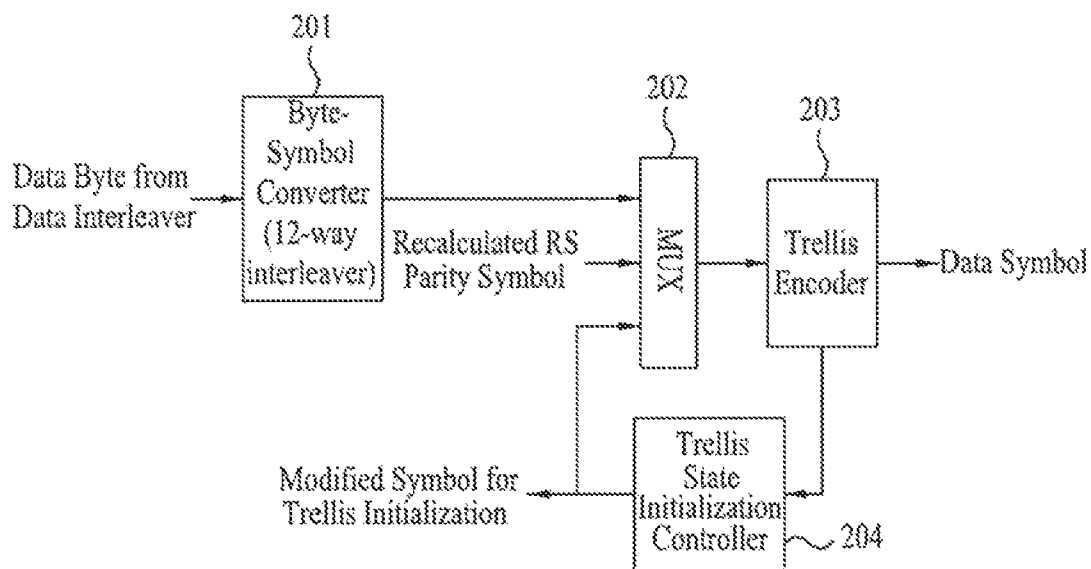 201
Byte-
Symbol
Converter
(12-way
interleaver)
Data Byte from
Data Interleaver
202
MUX
Recalculated RS
Parity Symbol
203
Trellis
Encoder
Data Symbol
Trellis
State
Initialization
Controller
204
Modified Symbol for
Trellis Initialization